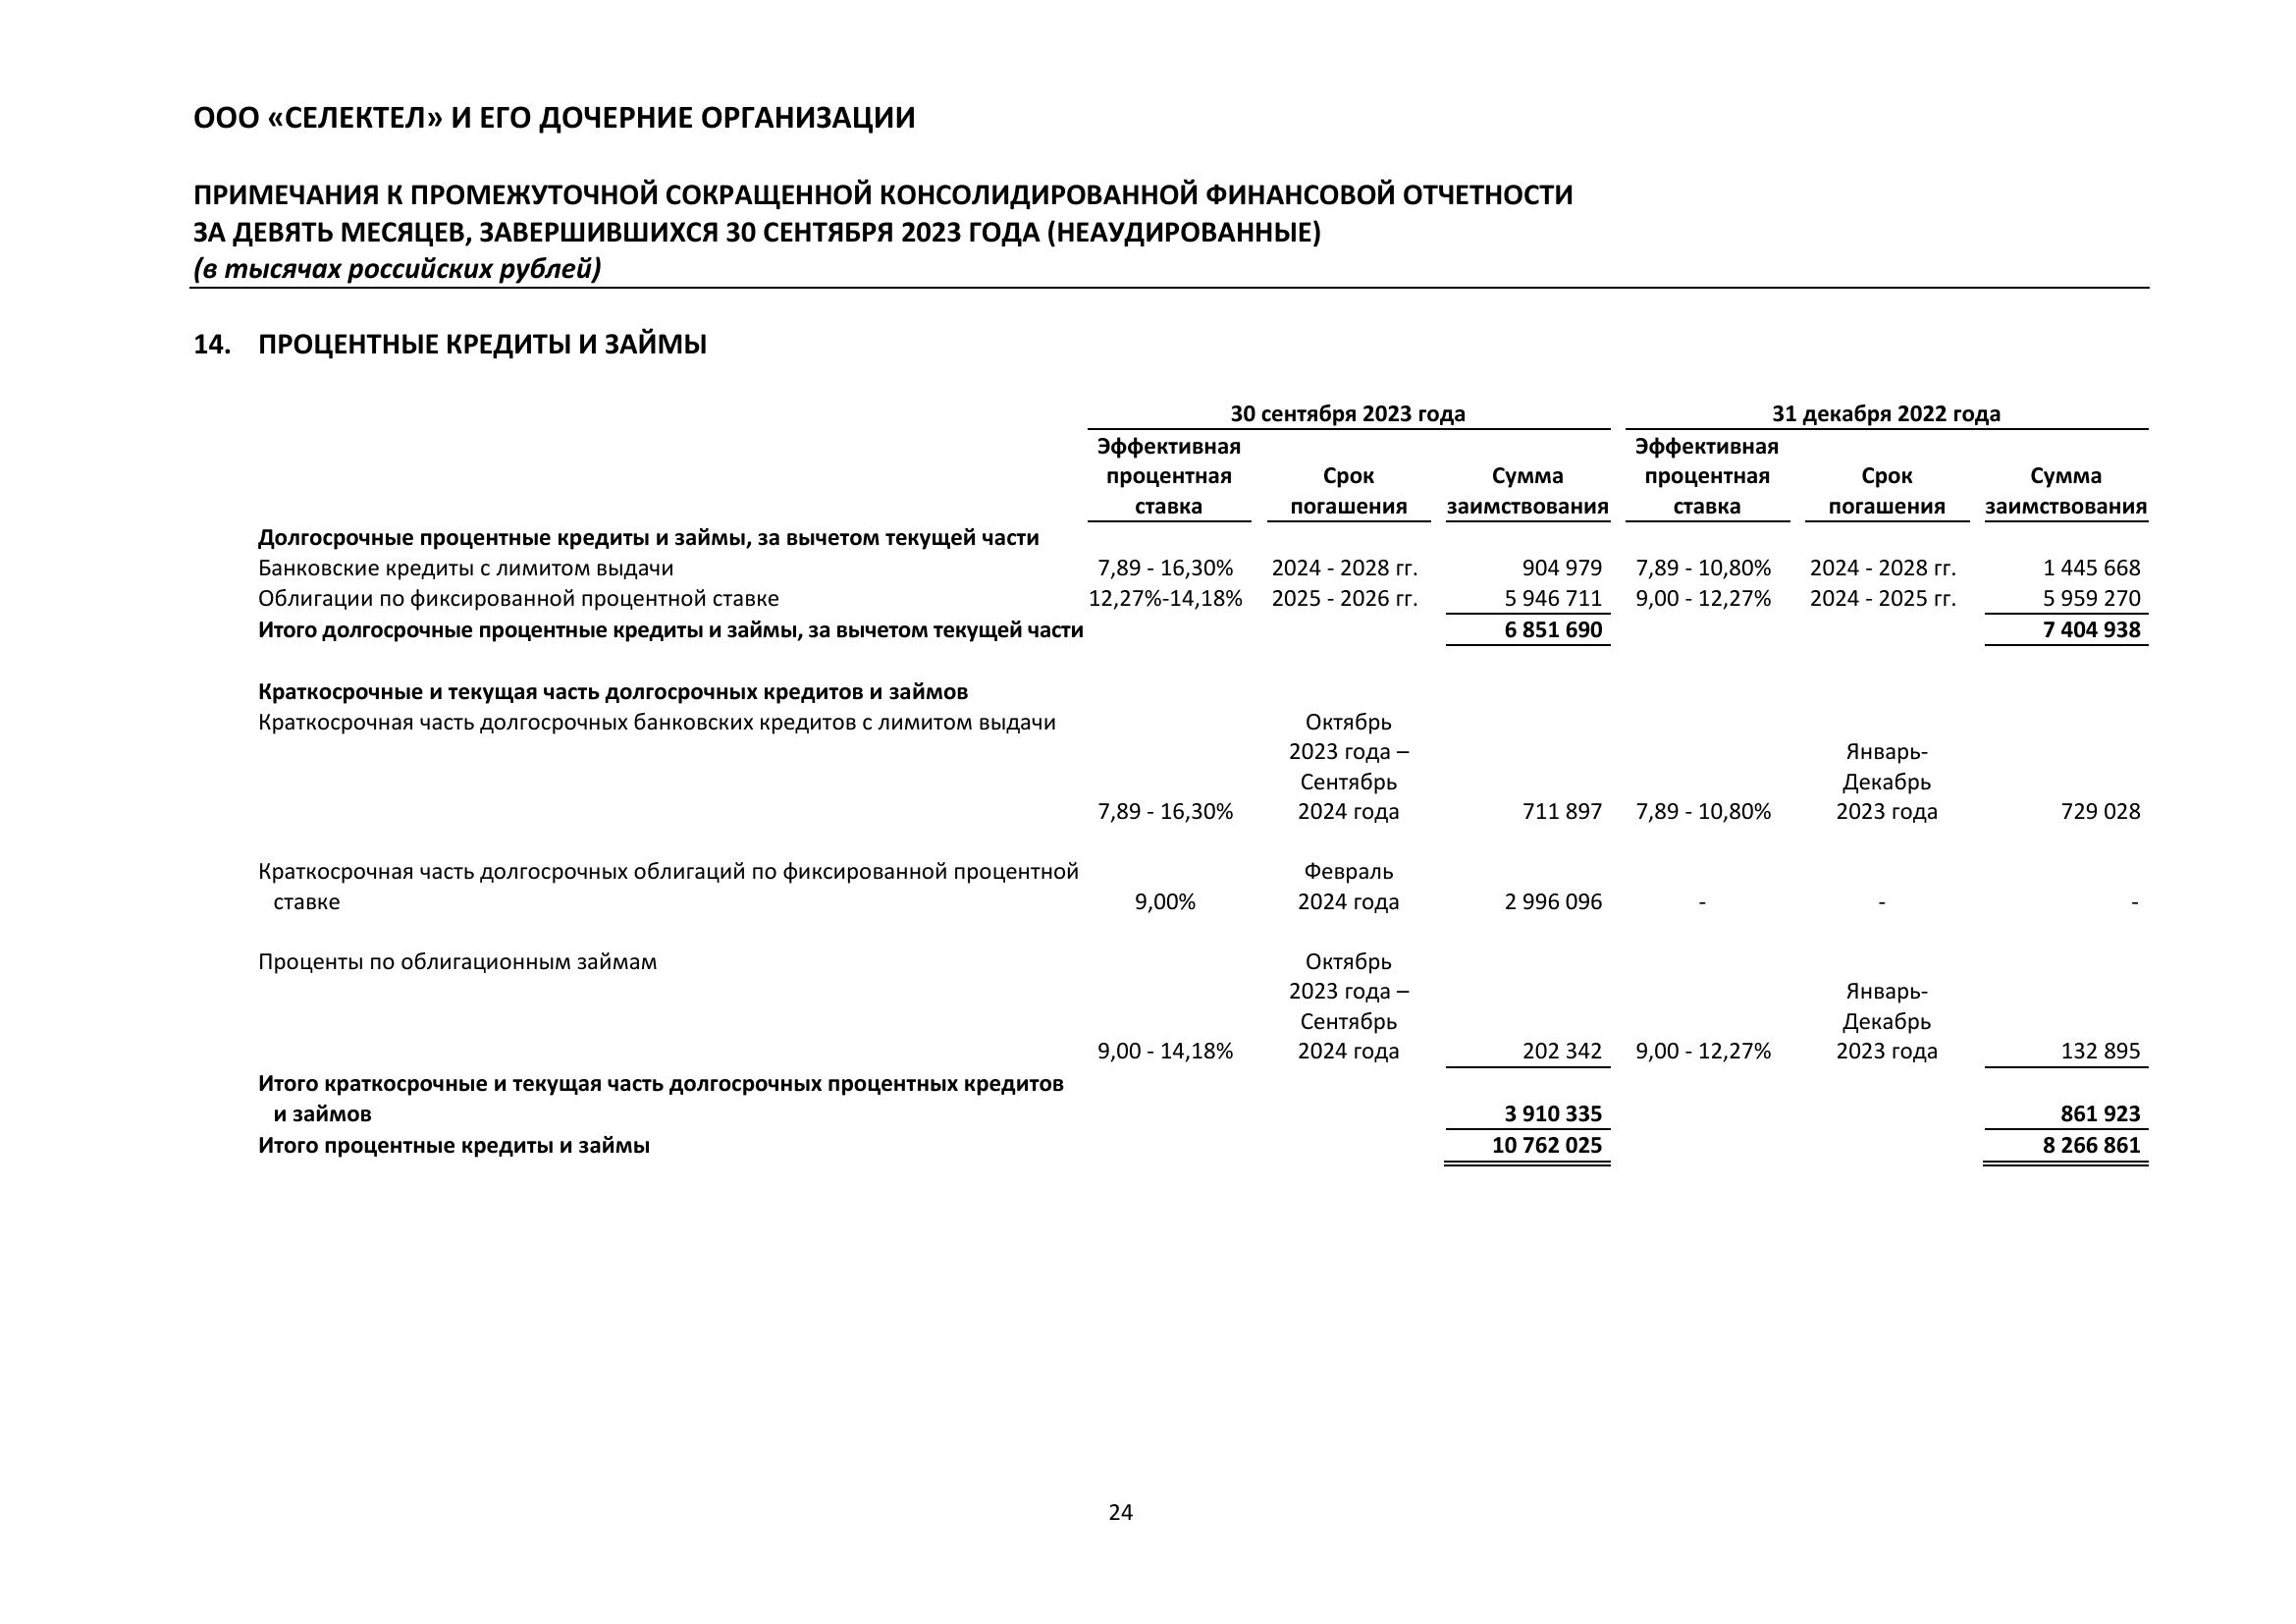 ООО «СЕЛЕКТЕЛ» И ЕГО ДОЧЕРНИЕ ОРГАНИЗАЦИИ
ПРИМЕЧАНИЯ К ПРОМЕЖУТОЧНОЙ СОКРАЩЕННОЙ КОНСОЛИДИРОВАННОЙ ФИНАНСОВОЙ ОТЧЕТНОСТИ
ЗА ДЕВЯТЬ МЕСЯЦЕВ, ЗАВЕРШИВШИХСЯ 30 СЕНТЯБРЯ 2023 ГОДА (НЕАУДИРОВАННЫЕ)
(в тысячах российских рублей)
14. ПРОЦЕНТНЫЕ КРЕДИТЫ И ЗАЙМЫ
30 сентября 2023 года 31 декабря 2022 года
Эффективная Эффективная
процентная Срок Сумма процентная Срок Сумма
ставка погашения заимствования ставка погашения заимствования
Долгосрочные процентные кредиты и займы, за вычетом текущей части
Банковские кредиты с лимитом выдачи 7,89 - 16,30% 2024 - 2028 гг. 904 979 7,89 - 10,80% 2024 - 2028 гг. 1 445 668
Облигации по фиксированной процентной ставке 12,27%-14,18% 2025 - 2026 гг. 5 946 711 9,00 - 12,27% 2024 - 2025 гг. 5 959 270
Итого долгосрочные процентные кредиты и займы, за вычетом текущей части 6 851 690 7 404 938
Краткосрочные и текущая часть долгосрочных кредитов и займов
Краткосрочная часть долгосрочных банковских кредитов с лимитом выдачи Октябрь
2023 года – Январь-
Сентябрь Декабрь
7,89 - 16,30% 2024 года 711 897 7,89 - 10,80% 2023 года 729 028
Краткосрочная часть долгосрочных облигаций по фиксированной процентной Февраль
ставке 9,00% 2024 года 2 996 096 - - -
Проценты по облигационным займам Октябрь
2023 года – Январь-
Сентябрь Декабрь
9,00 - 14,18% 2024 года 202 342 9,00 - 12,27% 2023 года 132 895
Итого краткосрочные и текущая часть долгосрочных процентных кредитов
и займов 3 910 335 861 923
Итого процентные кредиты и займы 10 762 025 8 266 861
24